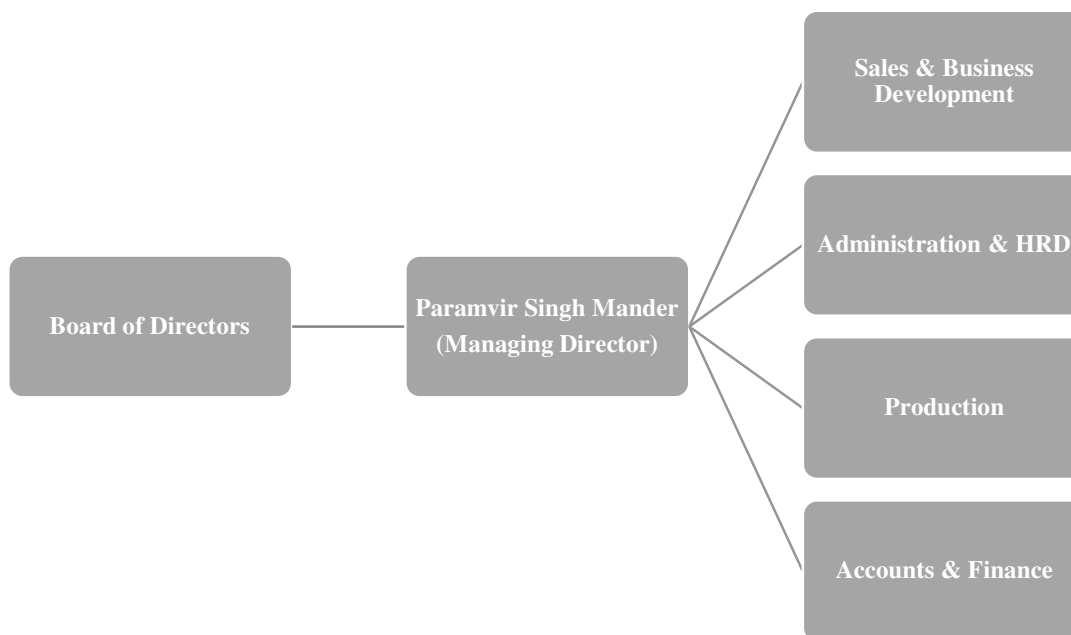 Board of Directors
Paramvir Singh Mander
(Managing Director)
Sales & Business
Development
Administration & HRD
Production
Accounts & Finance